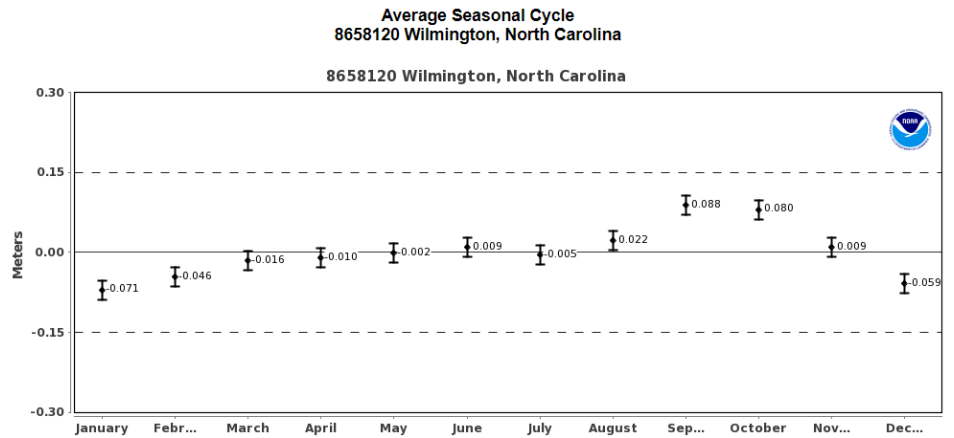 Average Seasonal Cycle
8658120 Wilmington, North Carolina
8658120 Wilmington, North Carolina
0.30
NOAA
0.15
0.088
0.080
0.022
0.009
0.009
0.00
-0.002
-0.005
-0.010
-0.016
-0.046
-0.059
-0.071
Meters
-0.15
-0.30
January Febr... March April May June July August Sep... October Nov... Dec...